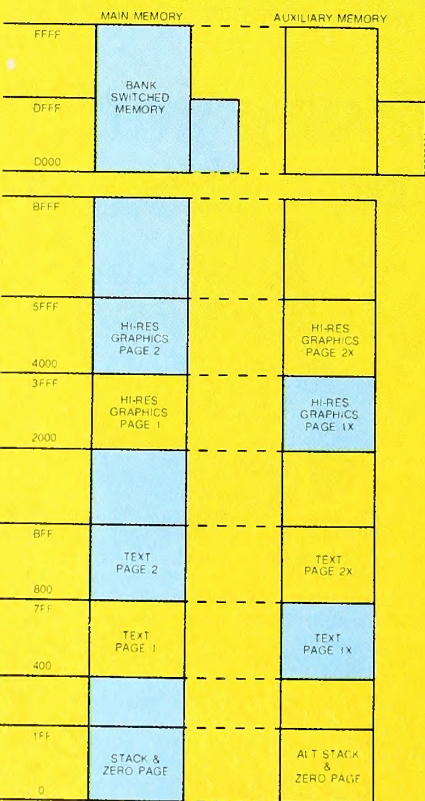 MAIN MEMORY
AUXILIARY MEMORY
FFFF
BANK
SWITCHED
MEMORY
DFFF
D000
BFFF
5FFF
HI-RES
GRAPHICS
PAGE 2
HI-RES
GRAPHICS
PAGE 2X
4000
3FFF
HI-RES
GRAPHICS
PAGE 1
HI-RES
GRAPHICS
PAGE 1X
2000
BFF
TEXT
PAGE 2
TEXT
PAGE 2X
800
7FF
TEXT
PAGE 1
TEXT
PAGE 1X
400
1FF
STACK &
ZERO PAGE
ALT STACK
&
ZERO PAGE
0